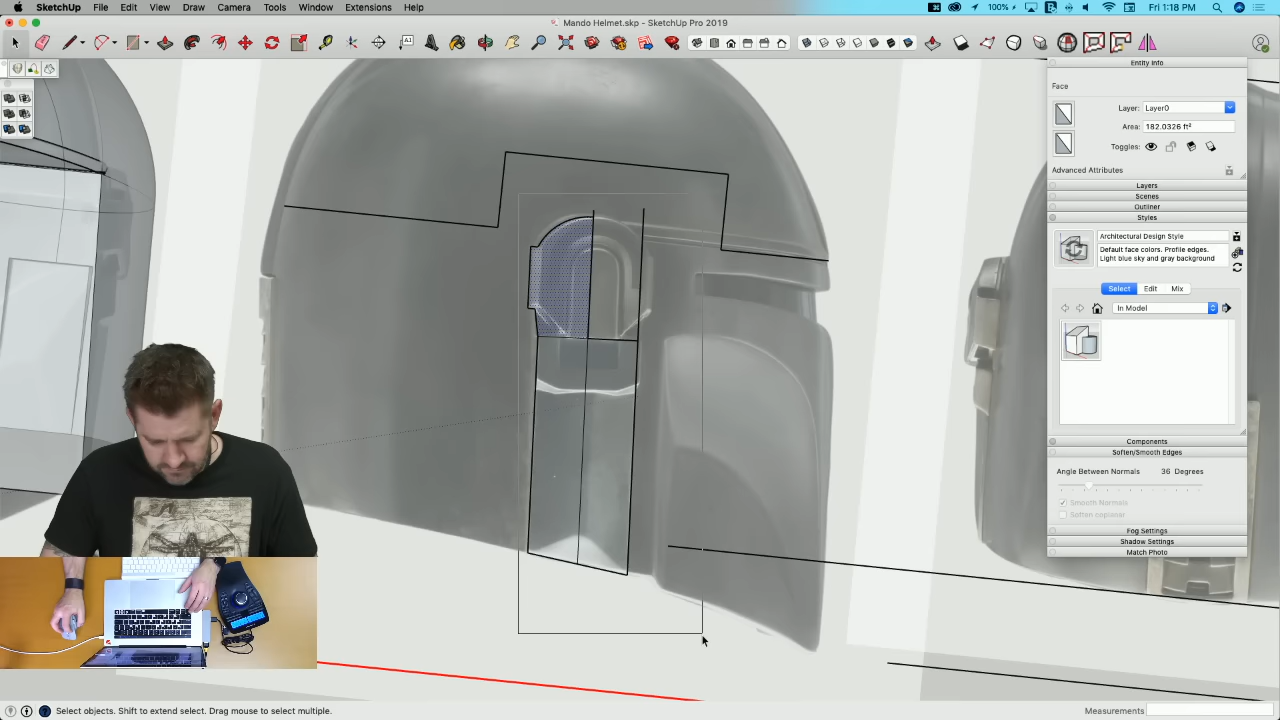 SketchUp File Edit View Draw Camera Tools Window Extensions Help
100% Fri 1:18 PM
Mando Helmet.skp - SketchUp Pro 2019
A1
Entity Info
Face
Layer: Layer0
Area: 182.0326 ft²
Toggles:
Advanced Attributes
Layers
Scenes
Outliner
Styles
Architectural Design Style
Default face colors. Profile edges.
Light blue sky and gray background
Select Edit Mix
In Model
Components
Soften/Smooth Edges
Angle Between Normals 36 Degrees
Smooth Normals
Soften coplanar
Fog Settings
Shadow Settings
Match Photo
Select objects. Shift to extend select. Drag mouse to select multiple.
Measurements